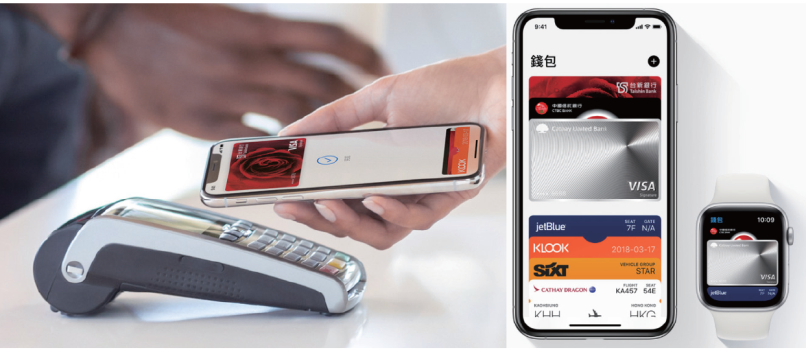 VISA
KLOOK
9:41
錢包
台新銀行
Taishin Bank
中國信託銀行
CTBC BANK
Cathay United Bank
VISA
jetBlue
SEAT GATE
7F N/A
KLOOK
2018-03-17
SIXT
VEHICLE GROUP
STAR
CATHAY DRAGON
FLIGHT SEAT
KA457 54E
KAOHSIUNG HONG KONG
KHH HKG
錢包 10:09
VISA
jetBlue